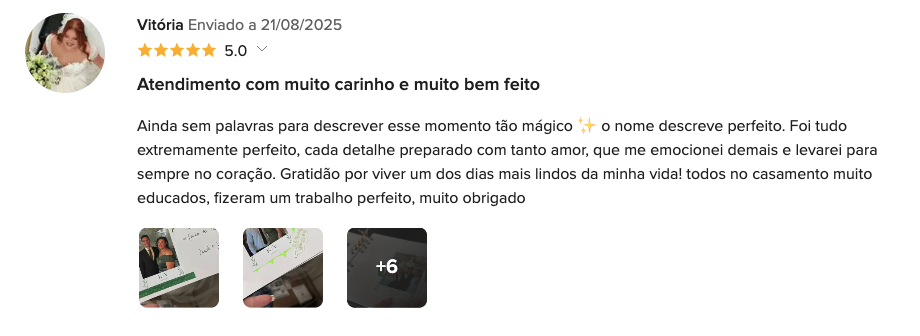 Vitória Enviado a 21/08/2025
5.0
Atendimento com muito carinho e muito bem feito
Ainda sem palavras para descrever esse momento tão mágico ✨ o nome descreve perfeito. Foi tudo
extremamente perfeito, cada detalhe preparado com tanto amor, que me emocionei demais e levarei para
sempre no coração. Gratidão por viver um dos dias mais lindos da minha vida! todos no casamento muito
educados, fizeram um trabalho perfeito, muito obrigado
+6